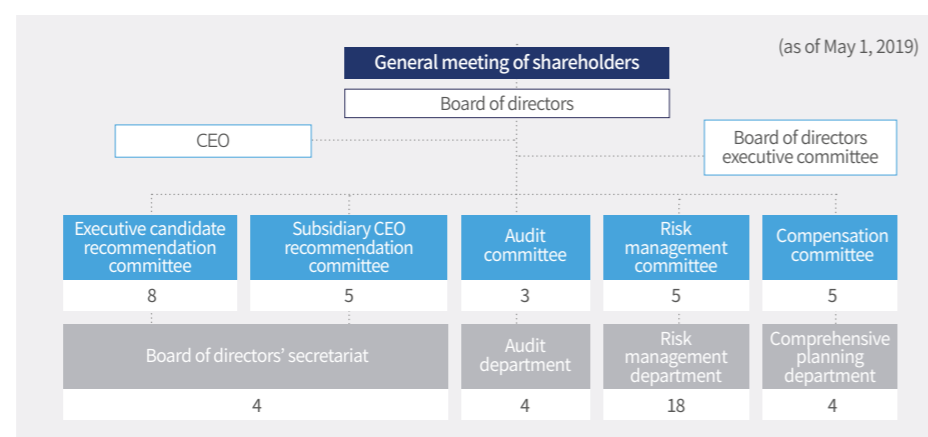 (as of May 1, 2019)
General meeting of shareholders
Board of directors
CEO
Board of directors
executive committee
Executive candidate
recommendation
committee
Subsidiary CEO
recommendation
committee
Audit
committee
Risk
management
committee
Compensation
committee
8
5
3
5
5
Board of directors' secretariat
Audit
department
Risk
management
department
Comprehensive
planning
department
4
4
18
4